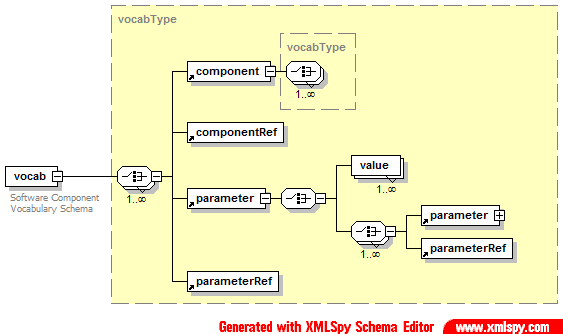 vocabType
vocabType
component
1..∞
componentRef
vocab
Software Component
Vocabulary Schema
1..∞
parameter
value
1..∞
parameter
1..∞
parameterRef
parameterRef
Generated with XMLSpy Schema Editor
www.xmlspy.com